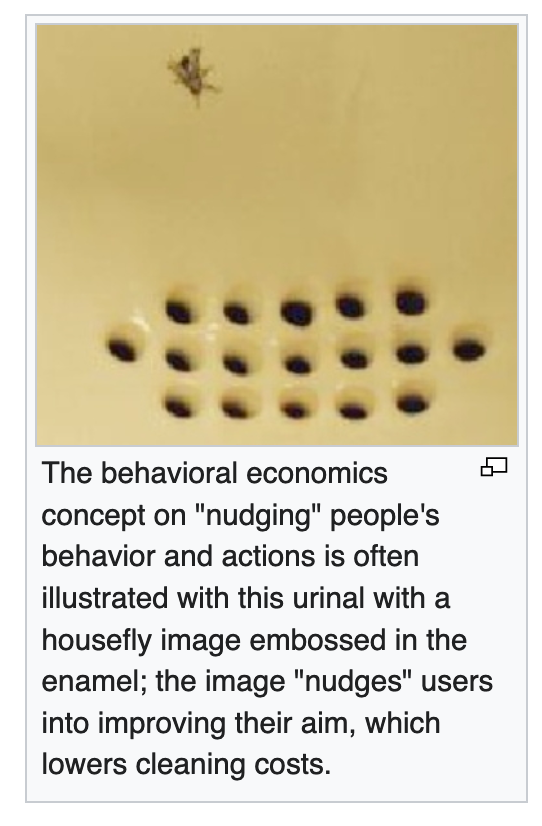 The behavioral economics
concept on "nudging" people's
behavior and actions is often
illustrated with this urinal with a
housefly image embossed in the
enamel; the image "nudges" users
into improving their aim, which
lowers cleaning costs.